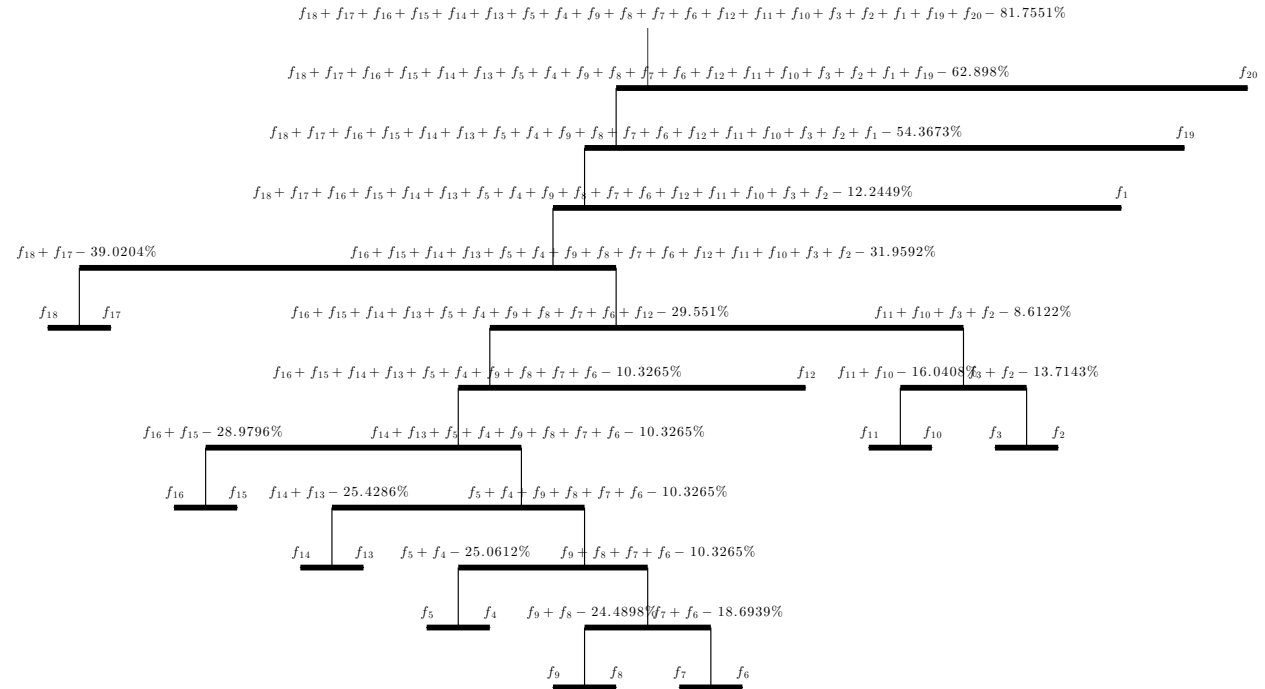 f₁₈ + f₁₇ + f₁₆ + f₁₅ + f₁₄ + f₁₃ + f₅ + f₄ + f₉ + f₈ + f₇ + f₆ + f₁₂ + f₁₁ + f₁₀ + f₃ + f₂ + f₁ + f₁₉ + f₂₀ − 81.7551%
f₁₈ + f₁₇ + f₁₆ + f₁₅ + f₁₄ + f₁₃ + f₅ + f₄ + f₉ + f₈ + f₇ + f₆ + f₁₂ + f₁₁ + f₁₀ + f₃ + f₂ + f₁ + f₁₉ − 62.898% f₂₀
f₁₈ + f₁₇ + f₁₆ + f₁₅ + f₁₄ + f₁₃ + f₅ + f₄ + f₉ + f₈ + f₇ + f₆ + f₁₂ + f₁₁ + f₁₀ + f₃ + f₂ + f₁ − 54.3673% f₁₉
f₁₈ + f₁₇ + f₁₆ + f₁₅ + f₁₄ + f₁₃ + f₅ + f₄ + f₉ + f₈ + f₇ + f₆ + f₁₂ + f₁₁ + f₁₀ + f₃ + f₂ − 12.2449% f₁
f₁₈ + f₁₇ − 39.0204% f₁₆ + f₁₅ + f₁₄ + f₁₃ + f₅ + f₄ + f₉ + f₈ + f₇ + f₆ + f₁₂ + f₁₁ + f₁₀ + f₃ + f₂ − 31.9592%
f₁₈ f₁₇ f₁₆ + f₁₅ + f₁₄ + f₁₃ + f₅ + f₄ + f₉ + f₈ + f₇ + f₆ + f₁₂ − 29.551% f₁₁ + f₁₀ + f₃ + f₂ − 8.6122%
f₁₆ + f₁₅ + f₁₄ + f₁₃ + f₅ + f₄ + f₉ + f₈ + f₇ + f₆ − 10.3265% f₁₂ f₁₁ + f₁₀ − 16.0408% f₃ + f₂ − 13.7143%
f₁₆ + f₁₅ − 28.9796% f₁₄ + f₁₃ + f₅ + f₄ + f₉ + f₈ + f₇ + f₆ − 10.3265% f₁₁ f₁₀ f₃ f₂
f₁₆ f₁₅ f₁₄ + f₁₃ − 25.4286% f₅ + f₄ + f₉ + f₈ + f₇ + f₆ − 10.3265%
f₁₄ f₁₃ f₅ + f₄ − 25.0612% f₉ + f₈ + f₇ + f₆ − 10.3265%
f₅ f₄ f₉ + f₈ − 24.4898% f₇ + f₆ − 18.6939%
f₉ f₈ f₇ f₆